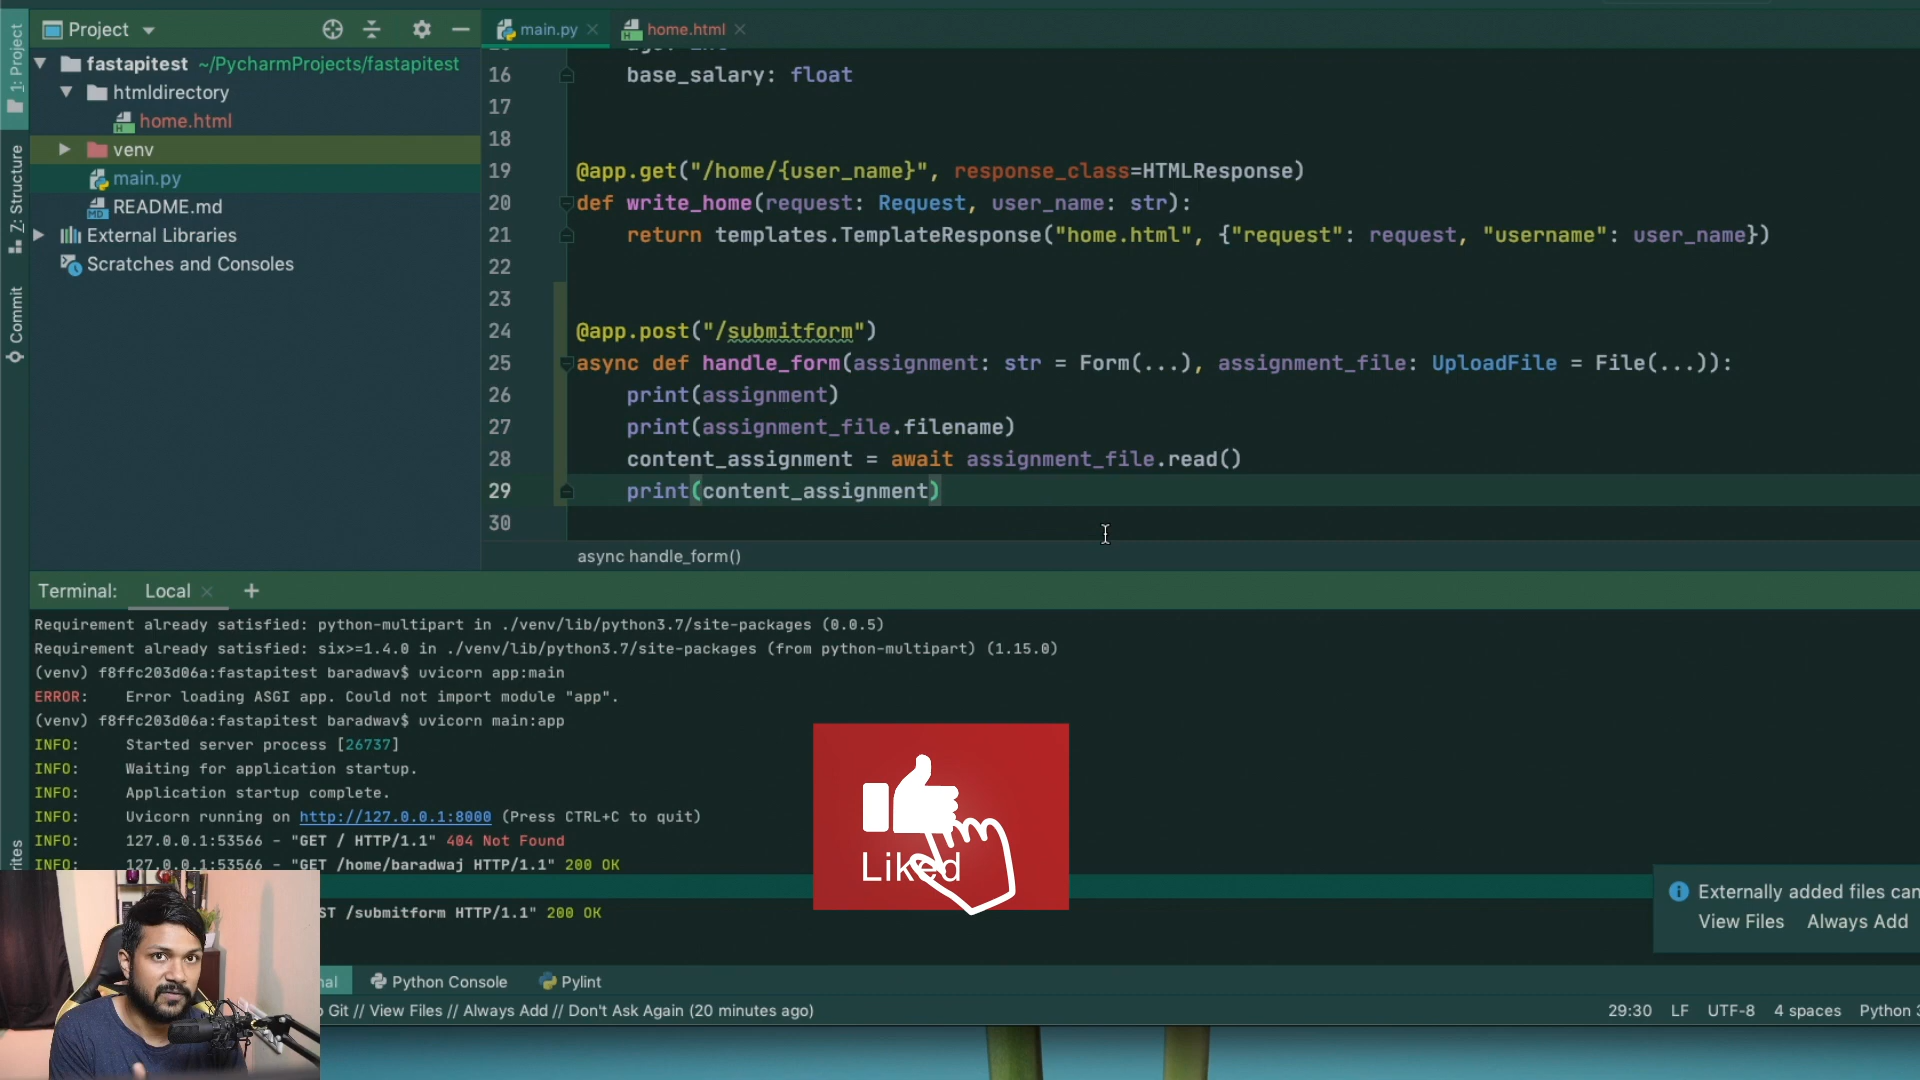 Project
main.py
home.html
1: Project
Z: Structure
Commit
fastapitest ~/PycharmProjects/fastapitest
htmldirectory
home.html
venv
main.py
README.md
External Libraries
Scratches and Consoles
16 base_salary: float
17
18
19 @app.get("/home/{user_name}", response_class=HTMLResponse)
20 def write_home(request: Request, user_name: str):
21 return templates.TemplateResponse("home.html", {"request": request, "username": user_name})
22
23
24 @app.post("/submitform")
25 async def handle_form(assignment: str = Form(...), assignment_file: UploadFile = File(...)):
26 print(assignment)
27 print(assignment_file.filename)
28 content_assignment = await assignment_file.read()
29 print(content_assignment)
30
async handle_form()
Terminal: Local +
Requirement already satisfied: python-multipart in ./venv/lib/python3.7/site-packages (0.0.5)
Requirement already satisfied: six>=1.4.0 in ./venv/lib/python3.7/site-packages (from python-multipart) (1.15.0)
(venv) f8ffc203d06a:fastapitest baradwav$ uvicorn app:main
ERROR: Error loading ASGI app. Could not import module "app".
(venv) f8ffc203d06a:fastapitest baradwav$ uvicorn main:app
INFO: Started server process [26737]
INFO: Waiting for application startup.
INFO: Application startup complete.
INFO: Uvicorn running on http://127.0.0.1:8000 (Press CTRL+C to quit)
INFO: 127.0.0.1:53566 - "GET / HTTP/1.1" 404 Not Found
INFO: 127.0.0.1:53566 - "GET /home/baradwaj HTTP/1.1" 200 OK
ST /submitform HTTP/1.1" 200 OK
Liked
Externally added files can
View Files Always Add
Python Console
Pylint
Git // View Files // Always Add // Don't Ask Again (20 minutes ago)
29:30 LF UTF-8 4 spaces Python 3